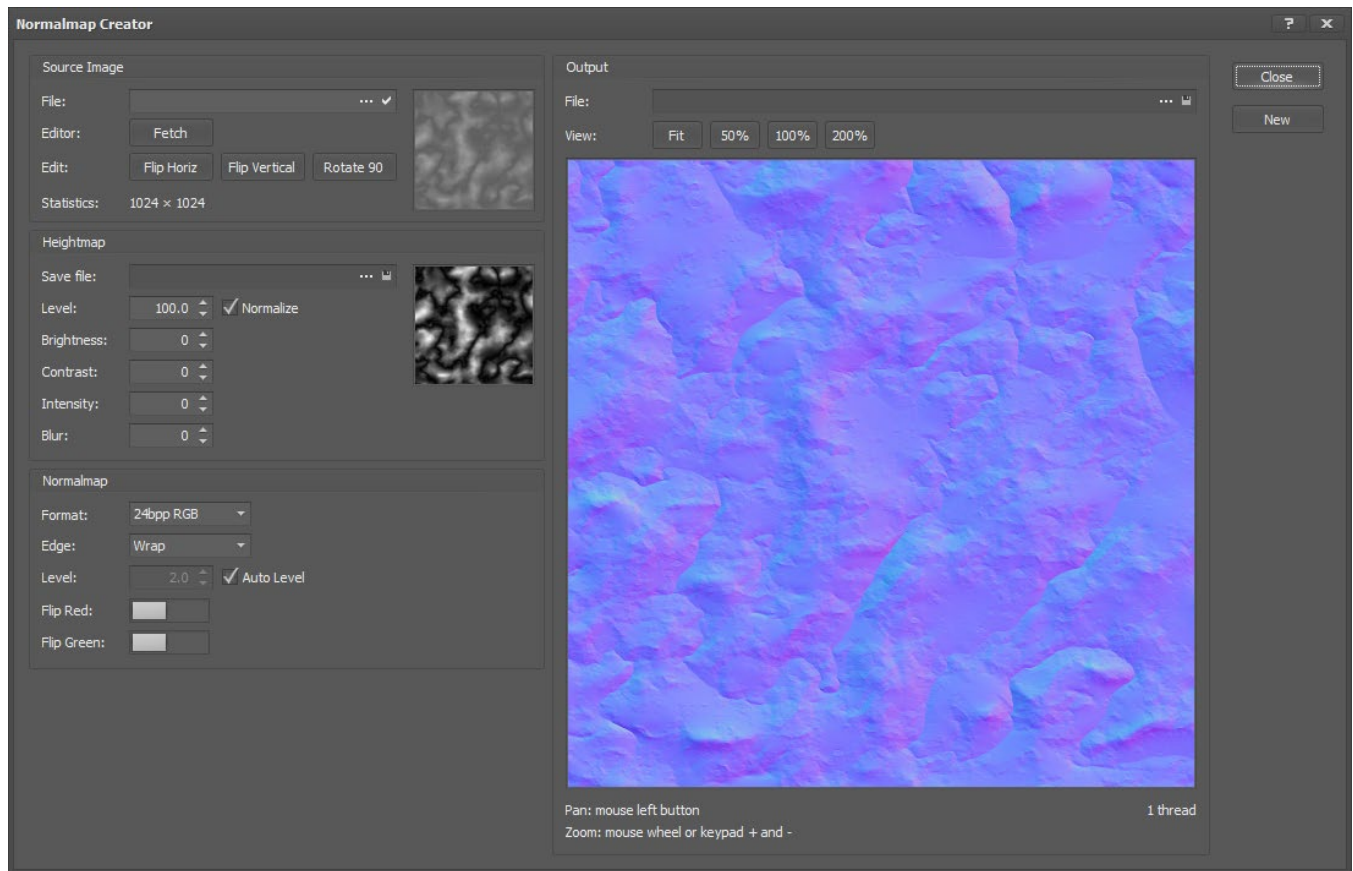 Normalmap Creator
?
x
Source Image
File:
...
Editor:
Fetch
Edit:
Flip Horiz
Flip Vertical
Rotate 90
Statistics:
1024 × 1024
Heightmap
Save file:
...
Level:
100.0
Normalize
Brightness:
0
Contrast:
0
Intensity:
0
Blur:
0
Normalmap
Format:
24bpp RGB
Edge:
Wrap
Level:
2.0
Auto Level
Flip Red:
Flip Green:
Output
File:
...
View:
Fit
50%
100%
200%
Pan: mouse left button
1 thread
Zoom: mouse wheel or keypad + and -
Close
New